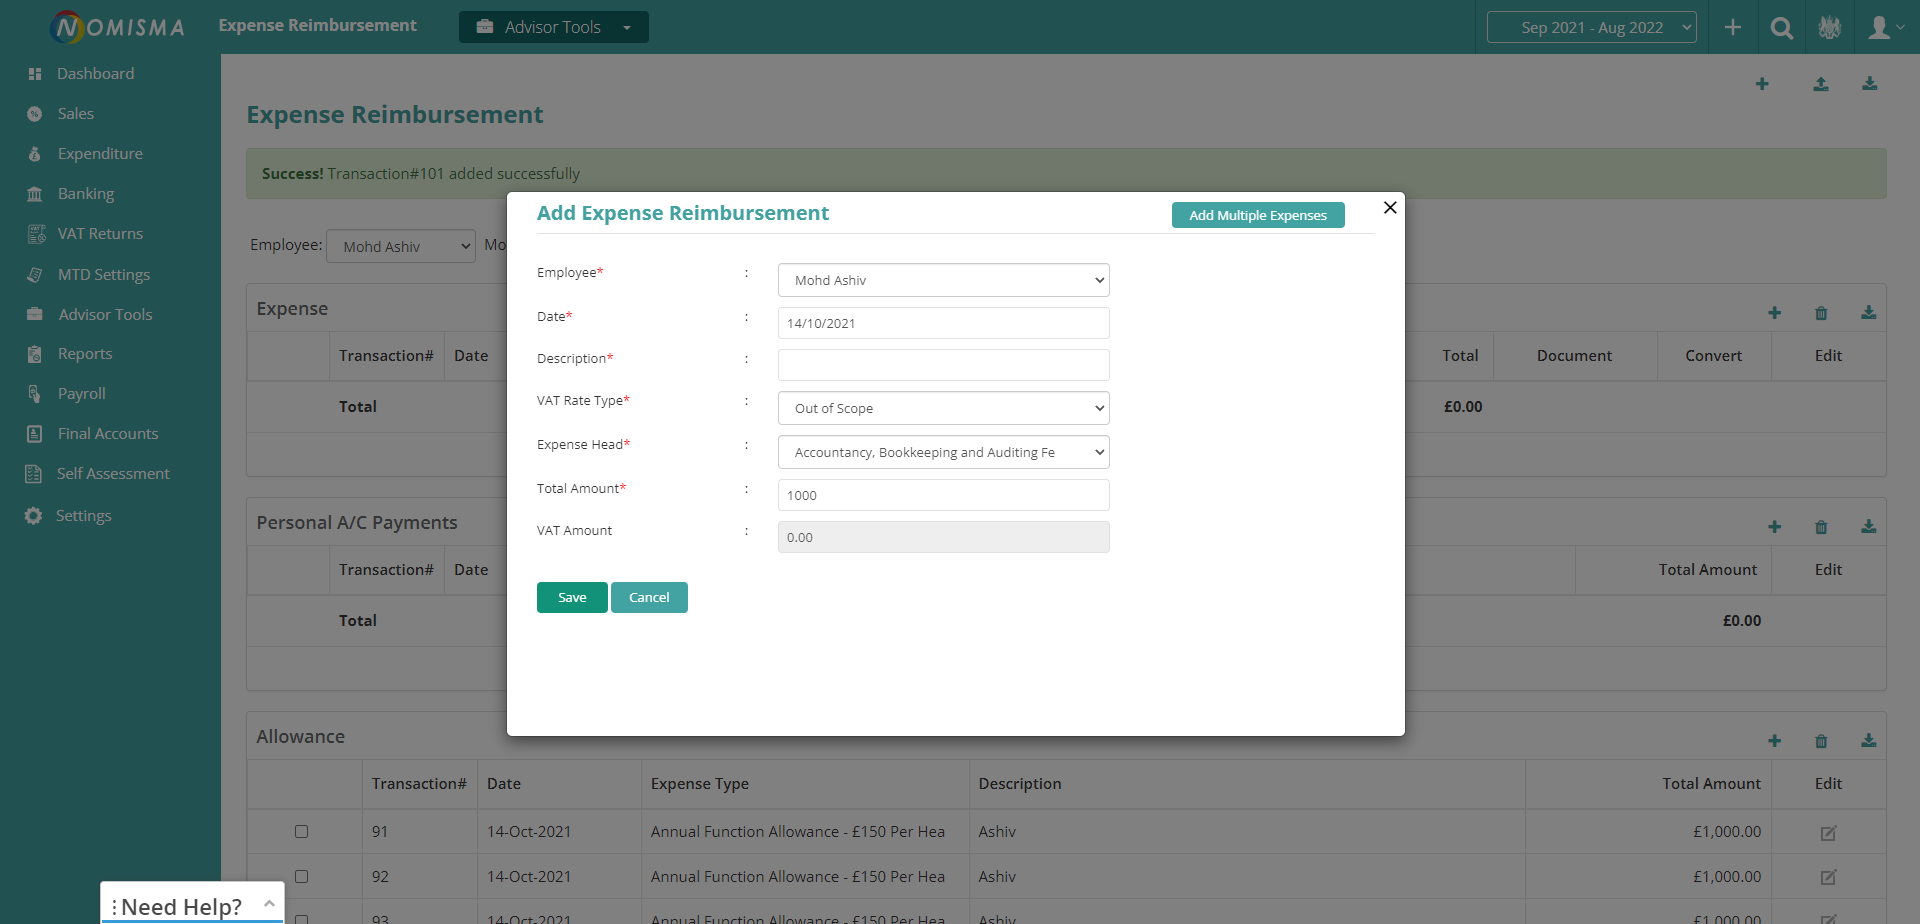 NOMISMA
Expense Reimbursement
Advisor Tools
Sep 2021 - Aug 2022
Dashboard
Sales
Expenditure
Banking
VAT Returns
MTD Settings
Advisor Tools
Reports
Payroll
Final Accounts
Self Assessment
Settings
Expense Reimbursement
Success! Transaction#101 added successfully
Employee: Mohd Ashiv Mo
Expense
Transaction# Date Total Document Convert Edit
Total £0.00
Personal A/C Payments
Transaction# Date Total Amount Edit
Total £0.00
Add Expense Reimbursement
Add Multiple Expenses
Employee* : Mohd Ashiv
Date* : 14/10/2021
Description* :
VAT Rate Type* : Out of Scope
Expense Head* : Accountancy, Bookkeeping and Auditing Fe
Total Amount* : 1000
VAT Amount : 0.00
Save Cancel
Allowance
Transaction# Date Expense Type Description Total Amount Edit
91 14-Oct-2021 Annual Function Allowance - £150 Per Hea Ashiv £1,000.00
92 14-Oct-2021 Annual Function Allowance - £150 Per Hea Ashiv £1,000.00
93 14-Oct-2021 Annual Function Allowance - £150 Per Hea Ashiv £1,000.00
Need Help?